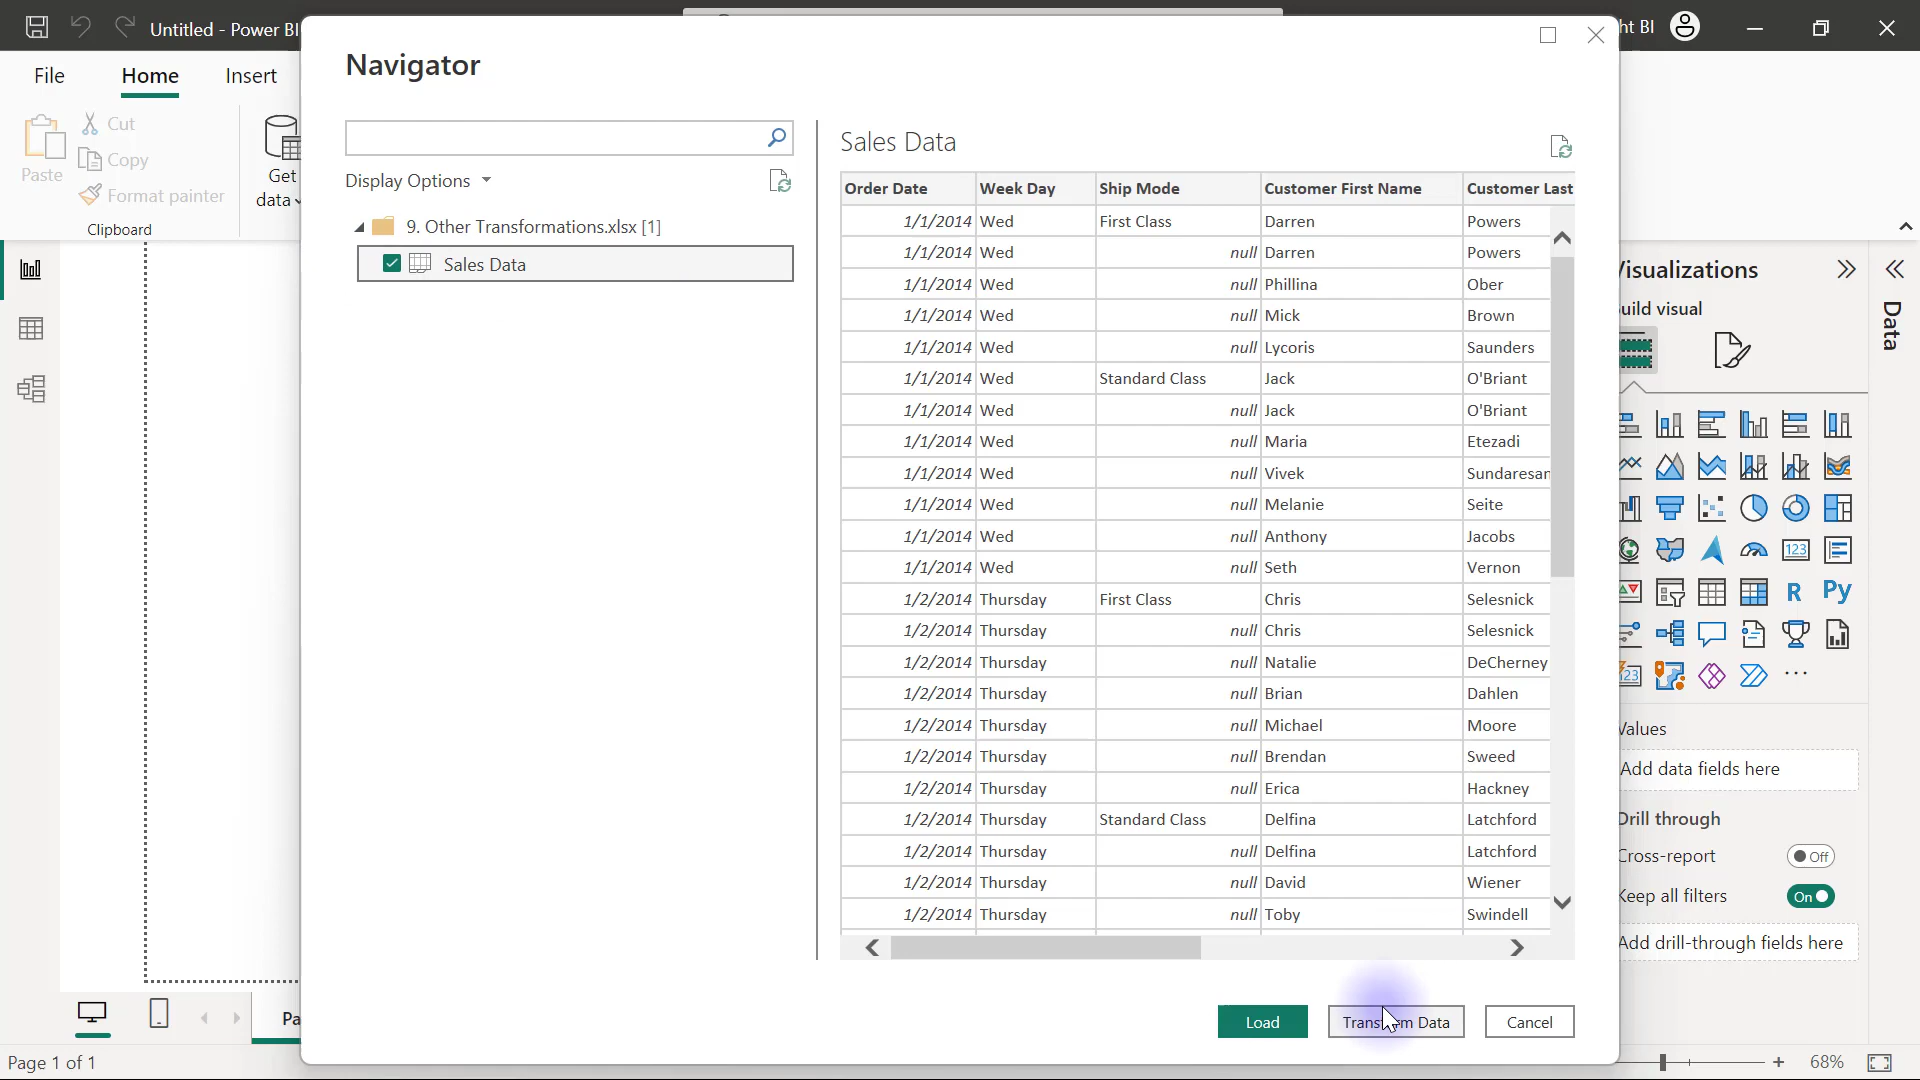 Untitled - Power BI
ht BI
File Home Insert
Paste
Cut
Copy
Format painter
Clipboard
Get
data
Navigator
Display Options
9. Other Transformations.xlsx [1]
Sales Data
Sales Data
Order Date Week Day Ship Mode Customer First Name Customer Last
1/1/2014 Wed First Class Darren Powers
1/1/2014 Wed null Darren Powers
1/1/2014 Wed null Phillina Ober
1/1/2014 Wed null Mick Brown
1/1/2014 Wed null Lycoris Saunders
1/1/2014 Wed Standard Class Jack O'Briant
1/1/2014 Wed null Jack O'Briant
1/1/2014 Wed null Maria Etezadi
1/1/2014 Wed null Vivek Sundaresan
1/1/2014 Wed null Melanie Seite
1/1/2014 Wed null Anthony Jacobs
1/1/2014 Wed null Seth Vernon
1/2/2014 Thursday First Class Chris Selesnick
1/2/2014 Thursday null Chris Selesnick
1/2/2014 Thursday null Natalie DeCherney
1/2/2014 Thursday null Brian Dahlen
1/2/2014 Thursday null Michael Moore
1/2/2014 Thursday null Brendan Sweed
1/2/2014 Thursday null Erica Hackney
1/2/2014 Thursday Standard Class Delfina Latchford
1/2/2014 Thursday null Delfina Latchford
1/2/2014 Thursday null David Wiener
1/2/2014 Thursday null Toby Swindell
Load Transform Data Cancel
Visualizations
uild visual
Data
123
R Py
123
Values
Add data fields here
Drill through
Cross-report Off
Keep all filters On
Add drill-through fields here
Pa
Page 1 of 1
68%